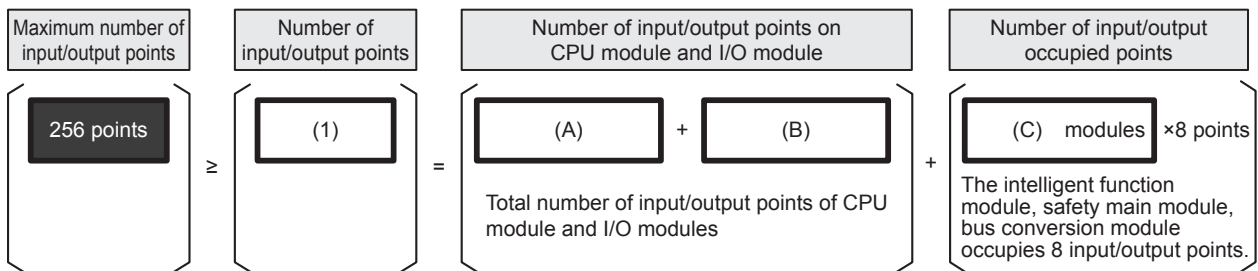 Maximum number of
input/output points
Number of
input/output points
Number of input/output points on
CPU module and I/O module
Number of input/output
occupied points
256 points
≥
(1)
=
(A)
+
(B)
+
(C) modules
×8 points
Total number of input/output points of CPU
module and I/O modules
The intelligent function
module, safety main module,
bus conversion module
occupies 8 input/output points.